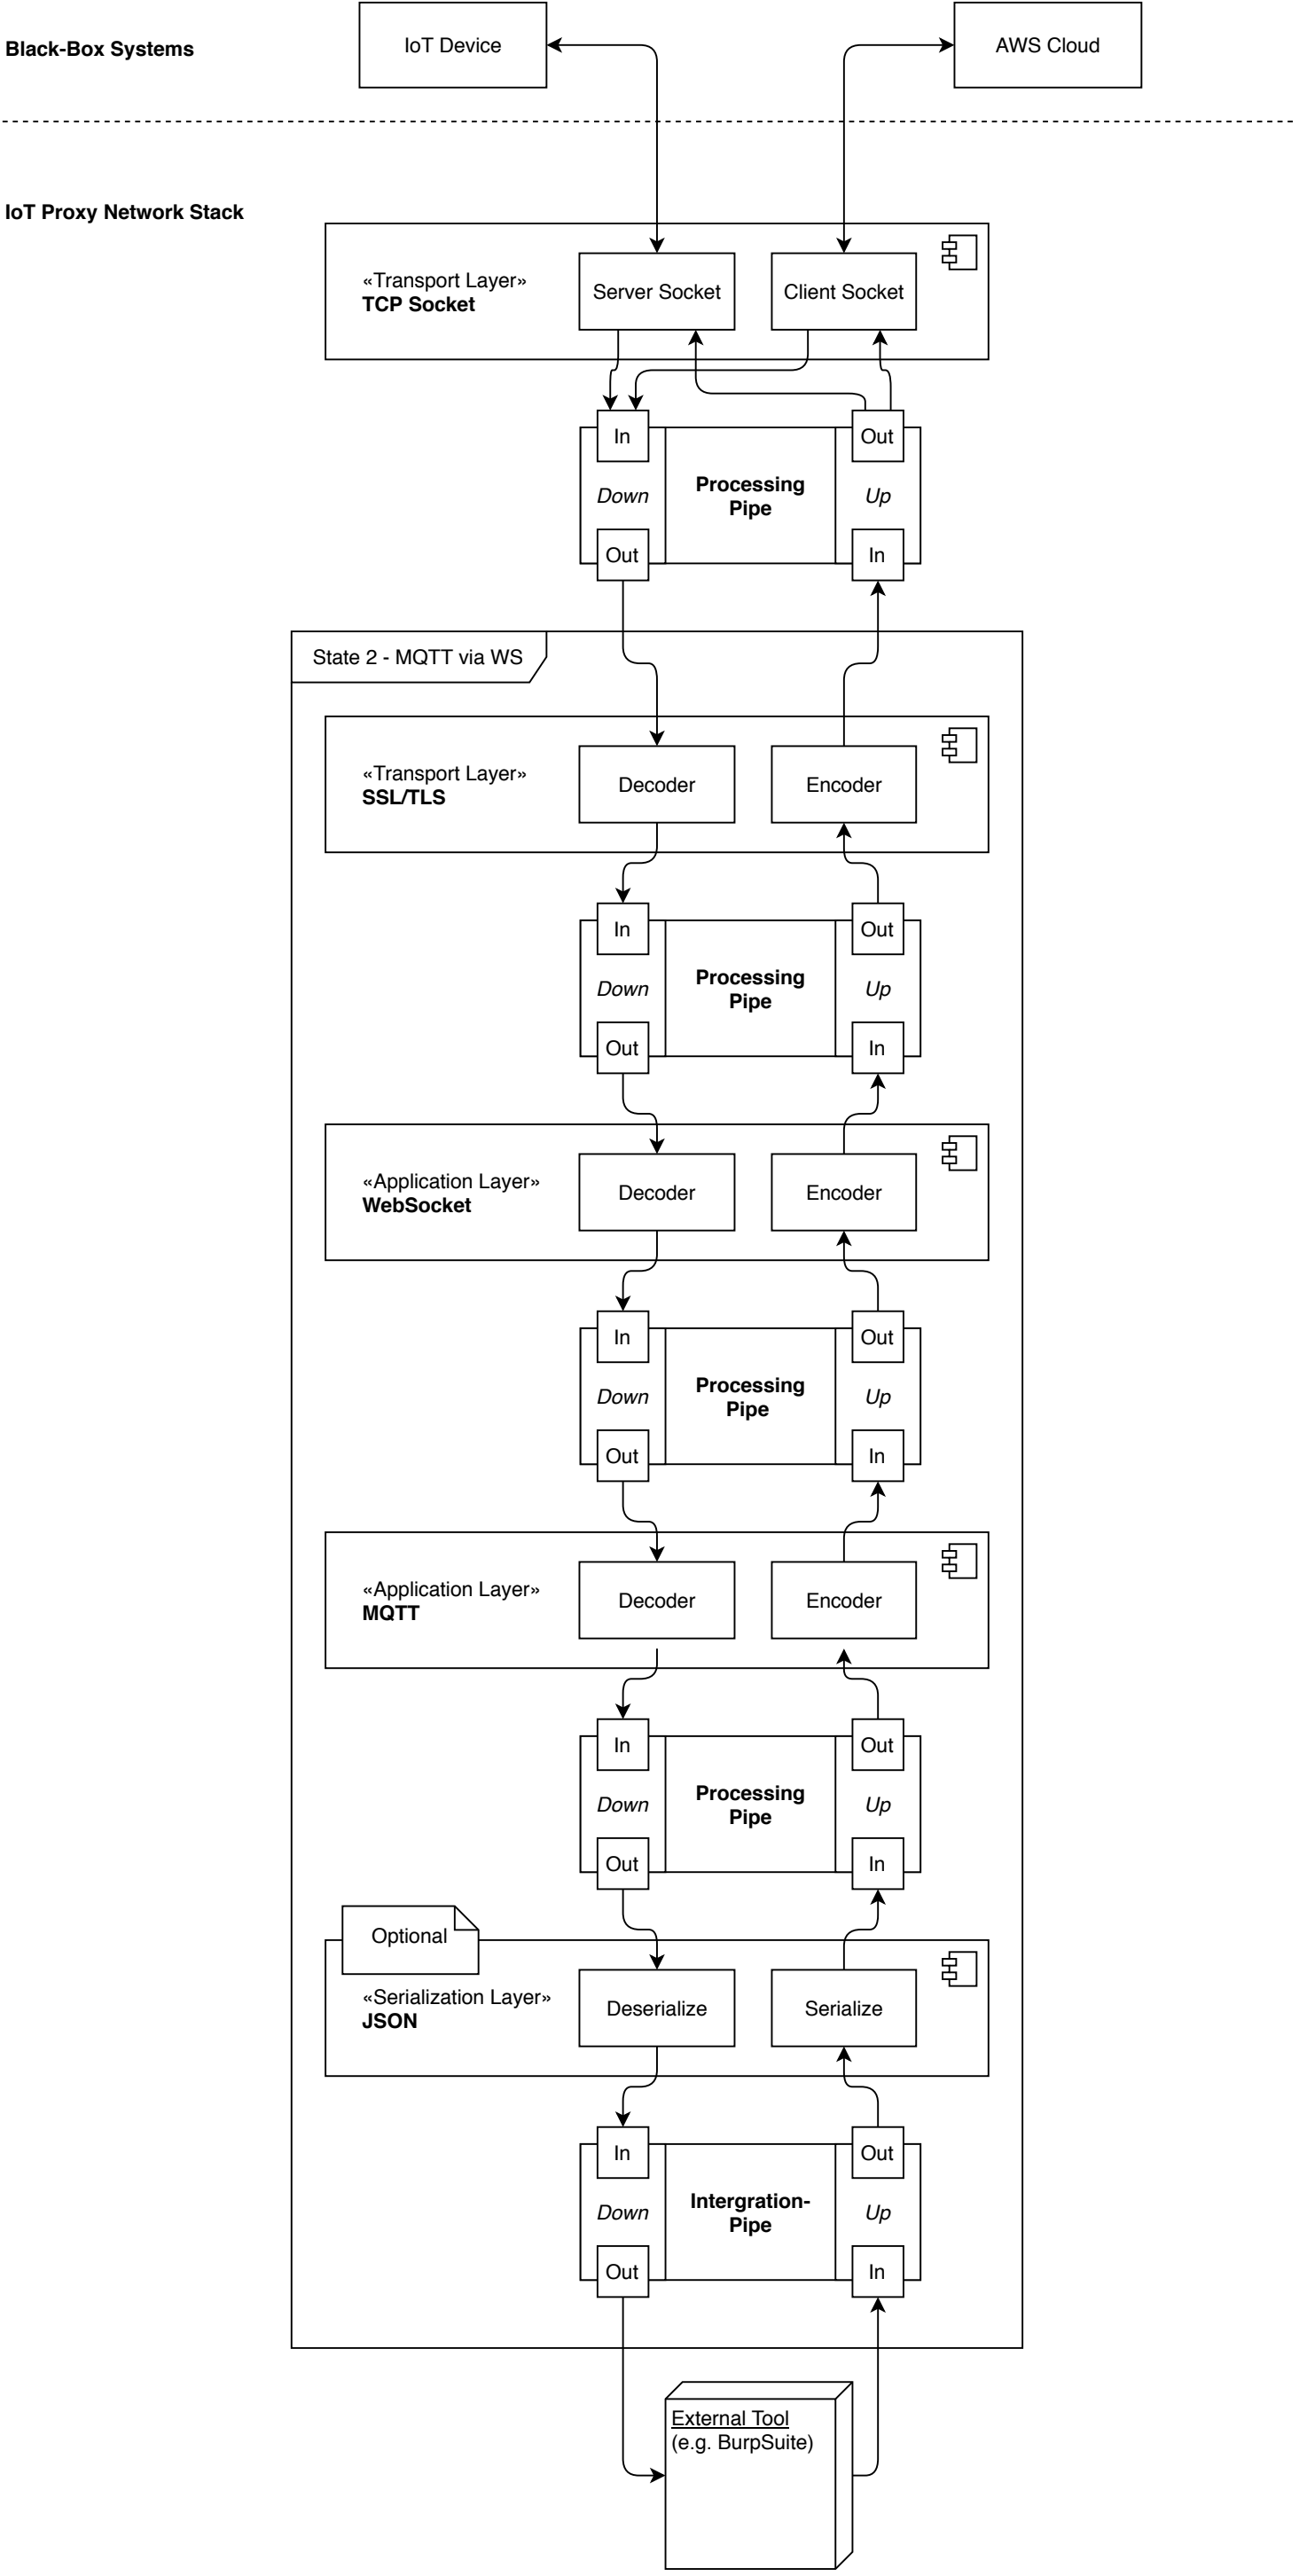 Black-Box Systems
IoT Device
AWS Cloud
IoT Proxy Network Stack
«Transport Layer»
TCP Socket
Server Socket
Client Socket
In
Out
Down
Processing
Pipe
Up
Out
In
State 2 - MQTT via WS
«Transport Layer»
SSL/TLS
Decoder
Encoder
In
Out
Down
Processing
Pipe
Up
Out
In
«Application Layer»
WebSocket
Decoder
Encoder
In
Out
Down
Processing
Pipe
Up
Out
In
«Application Layer»
MQTT
Decoder
Encoder
In
Out
Down
Processing
Pipe
Up
Out
In
Optional
«Serialization Layer»
JSON
Deserialize
Serialize
In
Out
Down
Intergration-
Pipe
Up
Out
In
External Tool
(e.g. BurpSuite)